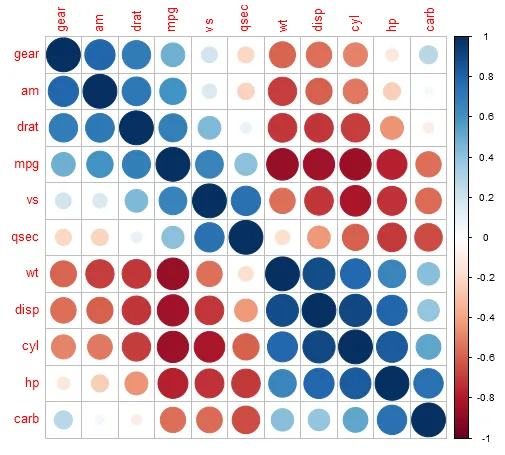 gear am drat mpg vs qsec wt disp cyl hp carb
gear
am
drat
mpg
vs
qsec
wt
disp
cyl
hp
carb
1
0.8
0.6
0.4
0.2
0
-0.2
-0.4
-0.6
-0.8
-1